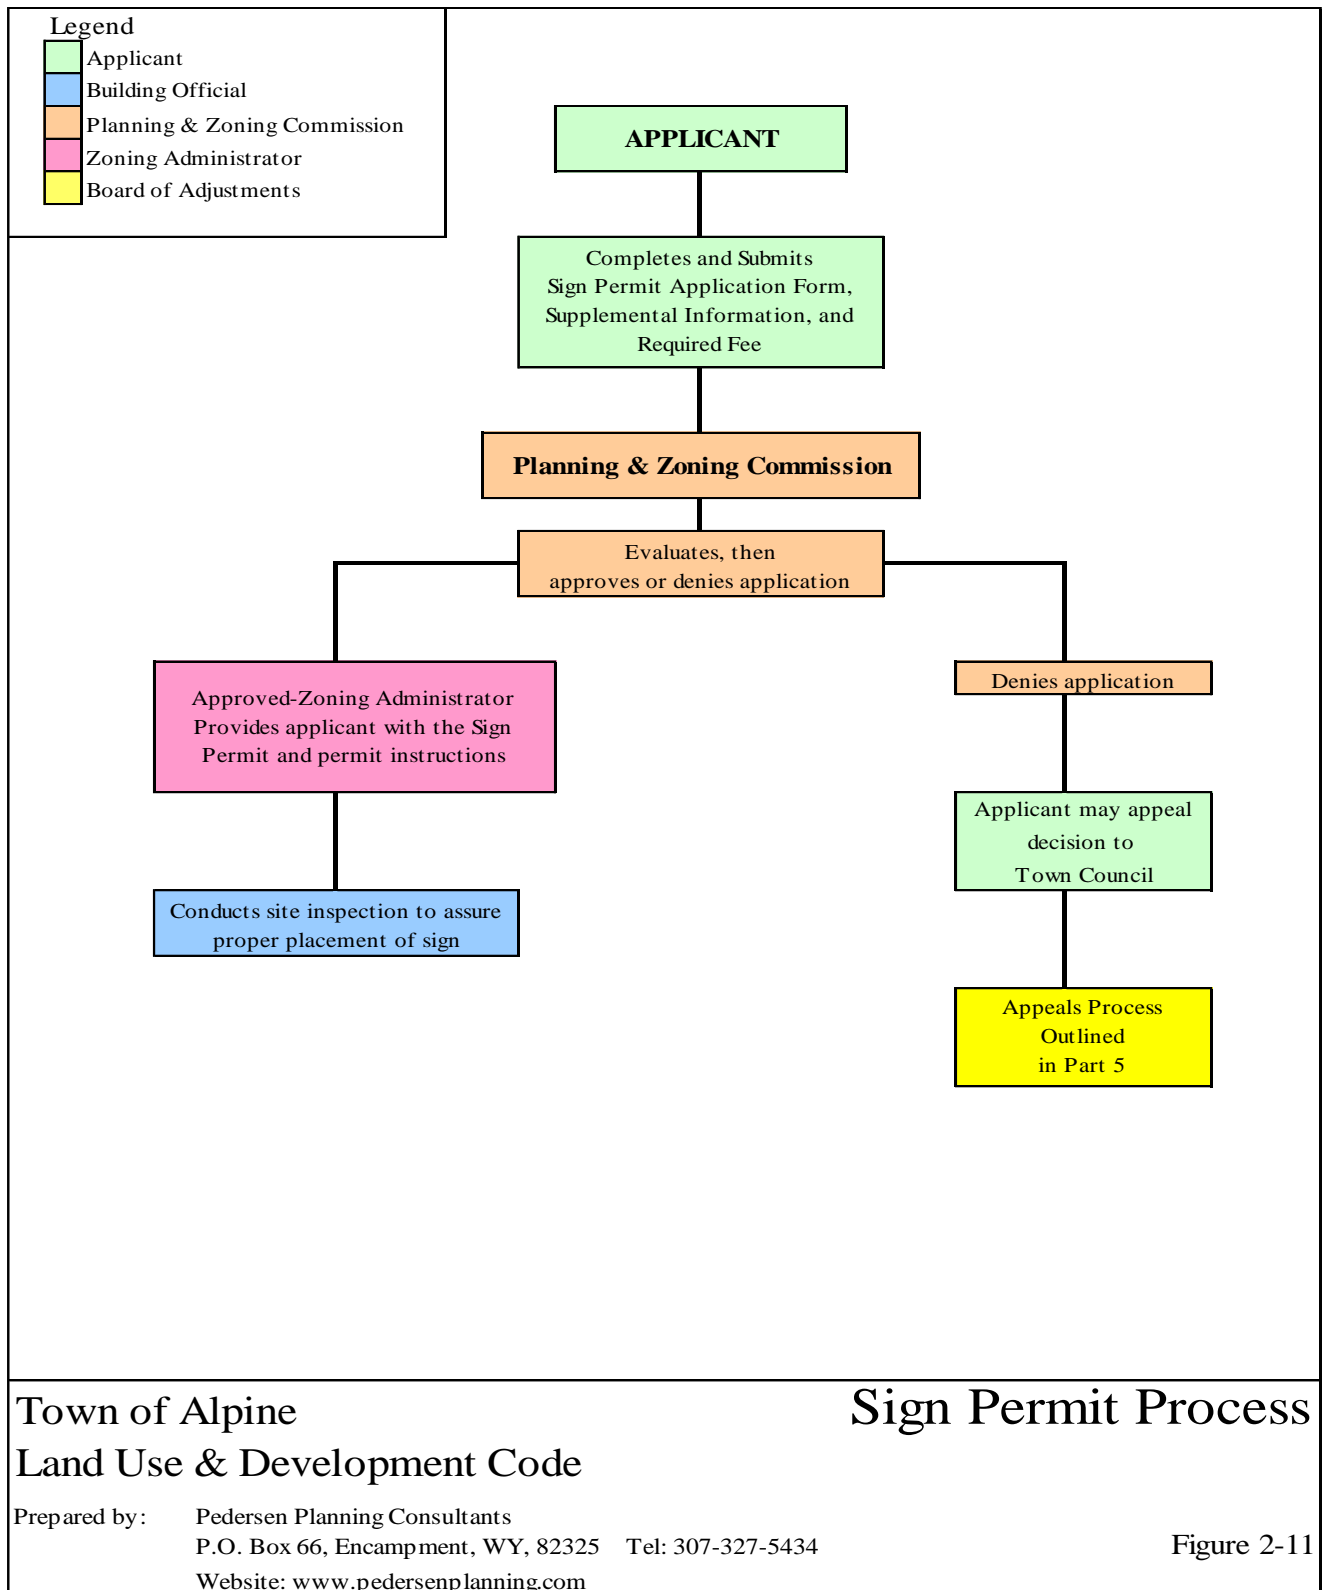 Legend
Applicant
Building Official
Planning & Zoning Commission
Zoning Administrator
Board of Adjustments
APPLICANT
Completes and Submits
Sign Permit Application Form,
Supplemental Information, and
Required Fee
Planning & Zoning Commission
Evaluates, then
approves or denies application
Approved-Zoning Administrator
Provides applicant with the Sign
Permit and permit instructions
Denies application
Applicant may appeal
decision to
Town Council
Conducts site inspection to assure
proper placement of sign
Appeals Process
Outlined
in Part 5
Town of Alpine
Sign Permit Process
Land Use & Development Code
Prepared by: Pedersen Planning Consultants
P.O. Box 66, Encampment, WY, 82325 Tel: 307-327-5434
Figure 2-11
Website: www.pedersenplanning.com